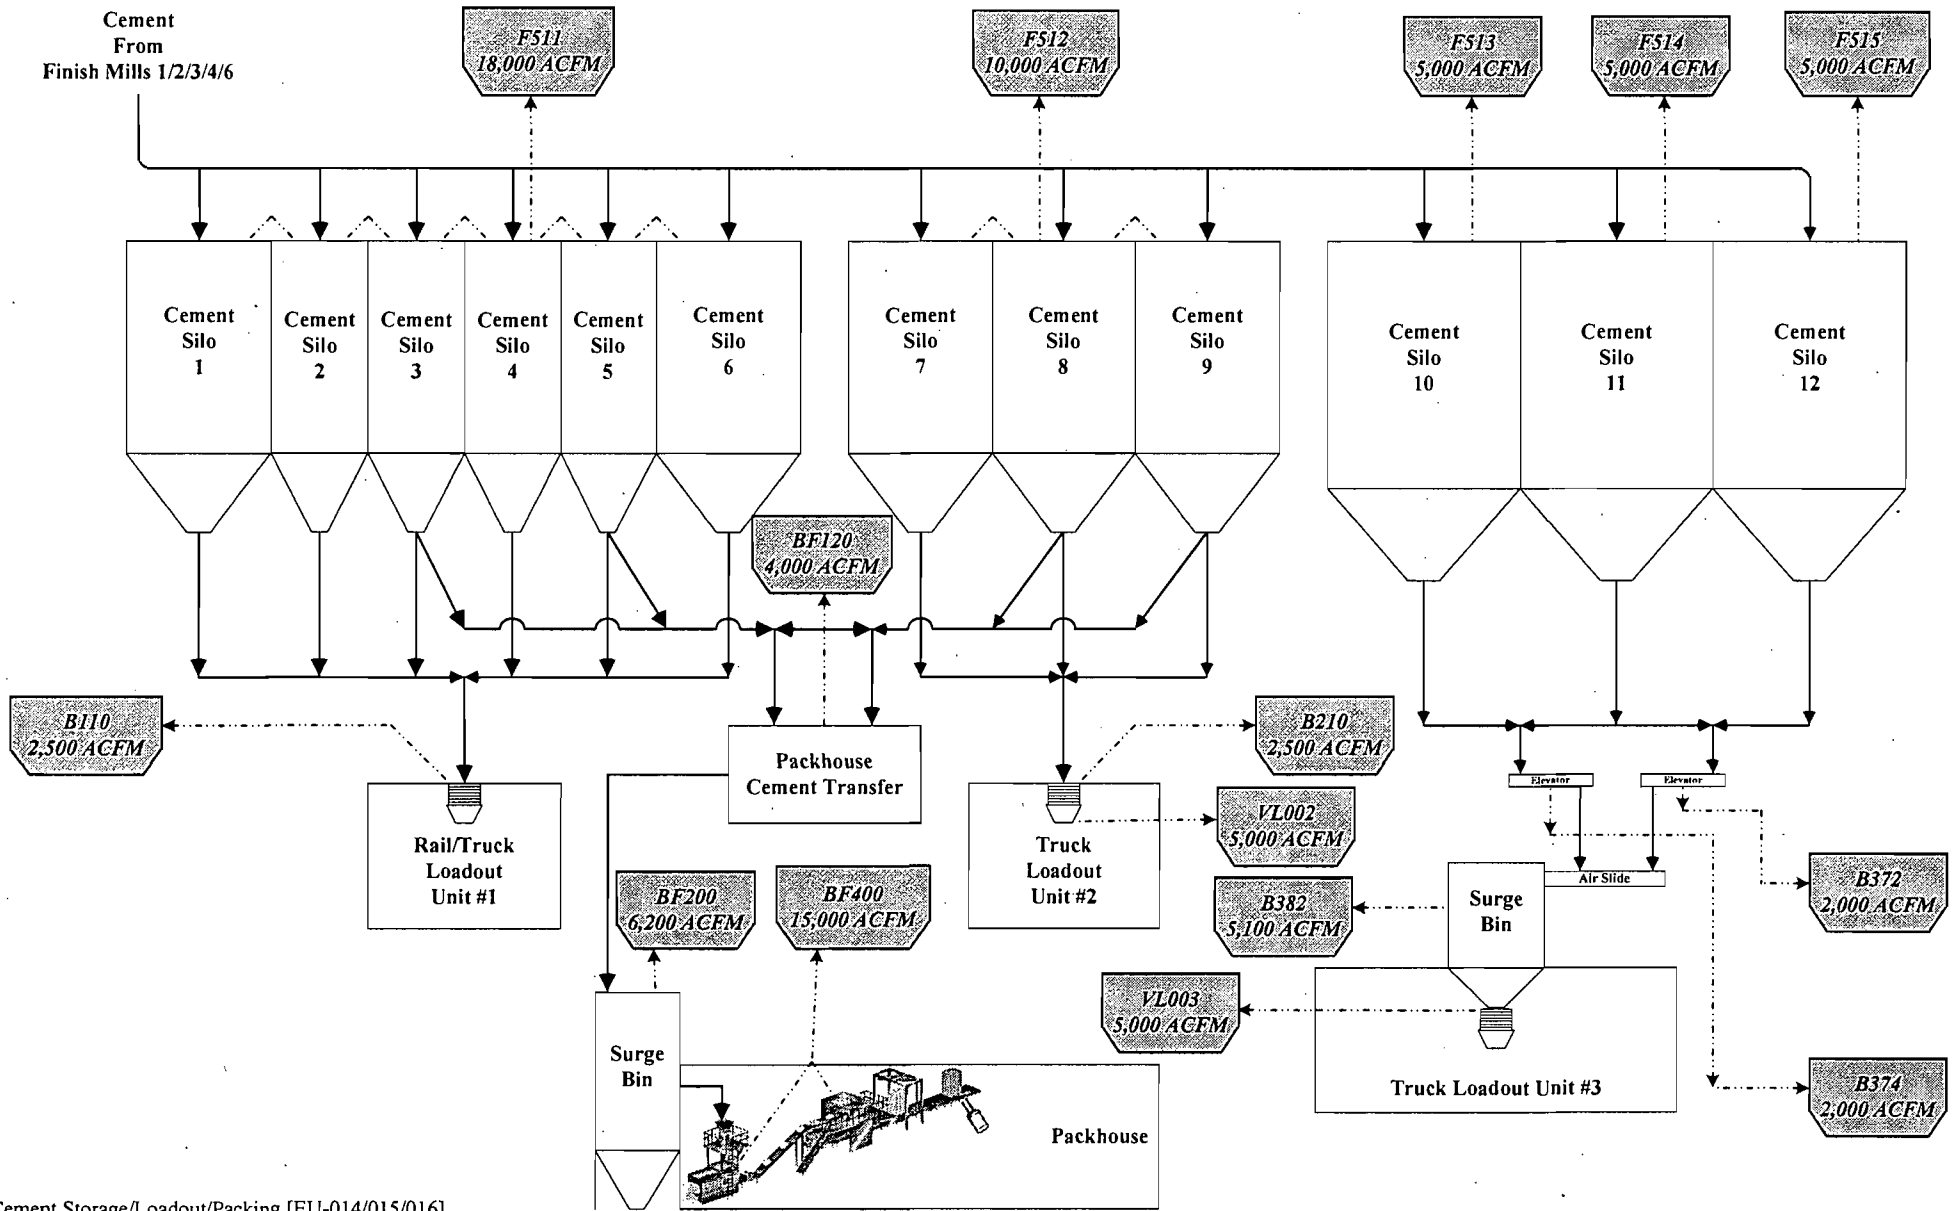 Cement
From
Finish Mills 1/2/3/4/6
F511
18,000 ACFM
F512
10,000 ACFM
F513
5,000 ACFM
F514
5,000 ACFM
F515
5,000 ACFM
Cement
Silo
1
Cement
Silo
2
Cement
Silo
3
Cement
Silo
4
Cement
Silo
5
Cement
Silo
6
Cement
Silo
7
Cement
Silo
8
Cement
Silo
9
Cement
Silo
10
Cement
Silo
11
Cement
Silo
12
BF120
4,000 ACFM
B110
2,500 ACFM
Rail/Truck
Loadout
Unit #1
Packhouse
Cement Transfer
B210
2,500 ACFM
VL002
5,000 ACFM
Truck
Loadout
Unit #2
Elevator
Elevator
Air Slide
BF200
6,200 ACFM
BF400
15,000 ACFM
B382
5,100 ACFM
Surge
Bin
B372
2,000 ACFM
VL003
5,000 ACFM
Truck Loadout Unit #3
B374
2,000 ACFM
Surge
Bin
Packhouse
Cement Storage/Loadout/Packing [EU-014/015/016]